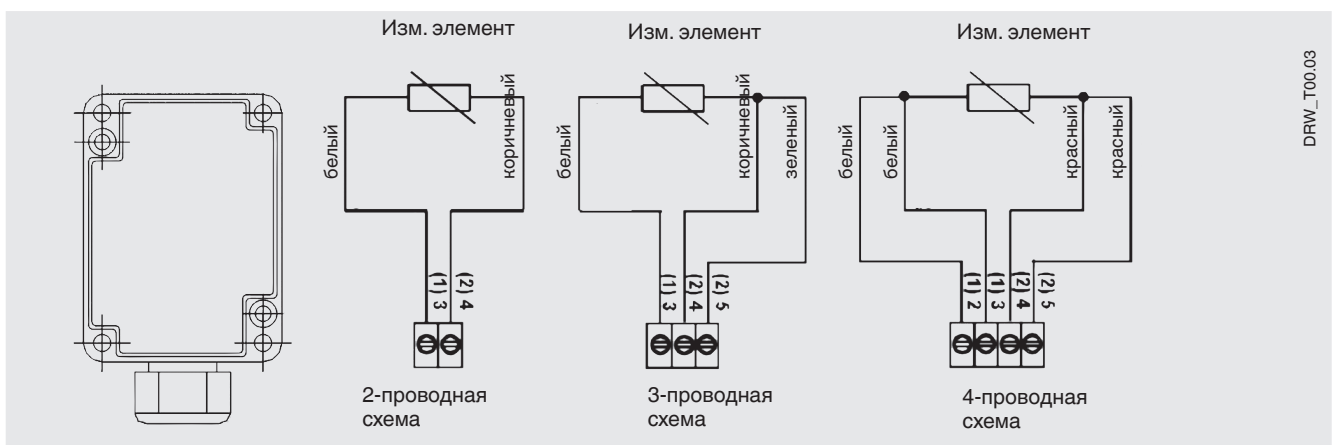 Изм. элемент
белый
коричневый
(1) 3
(2) 4
2-проводная
схема
Изм. элемент
белый
коричневый
зеленый
(1) 3
(2) 4
(2) 5
3-проводная
схема
Изм. элемент
белый
белый
красный
красный
(1) 2
(1) 3
(2) 4
(2) 5
4-проводная
схема
DRW_T00.03